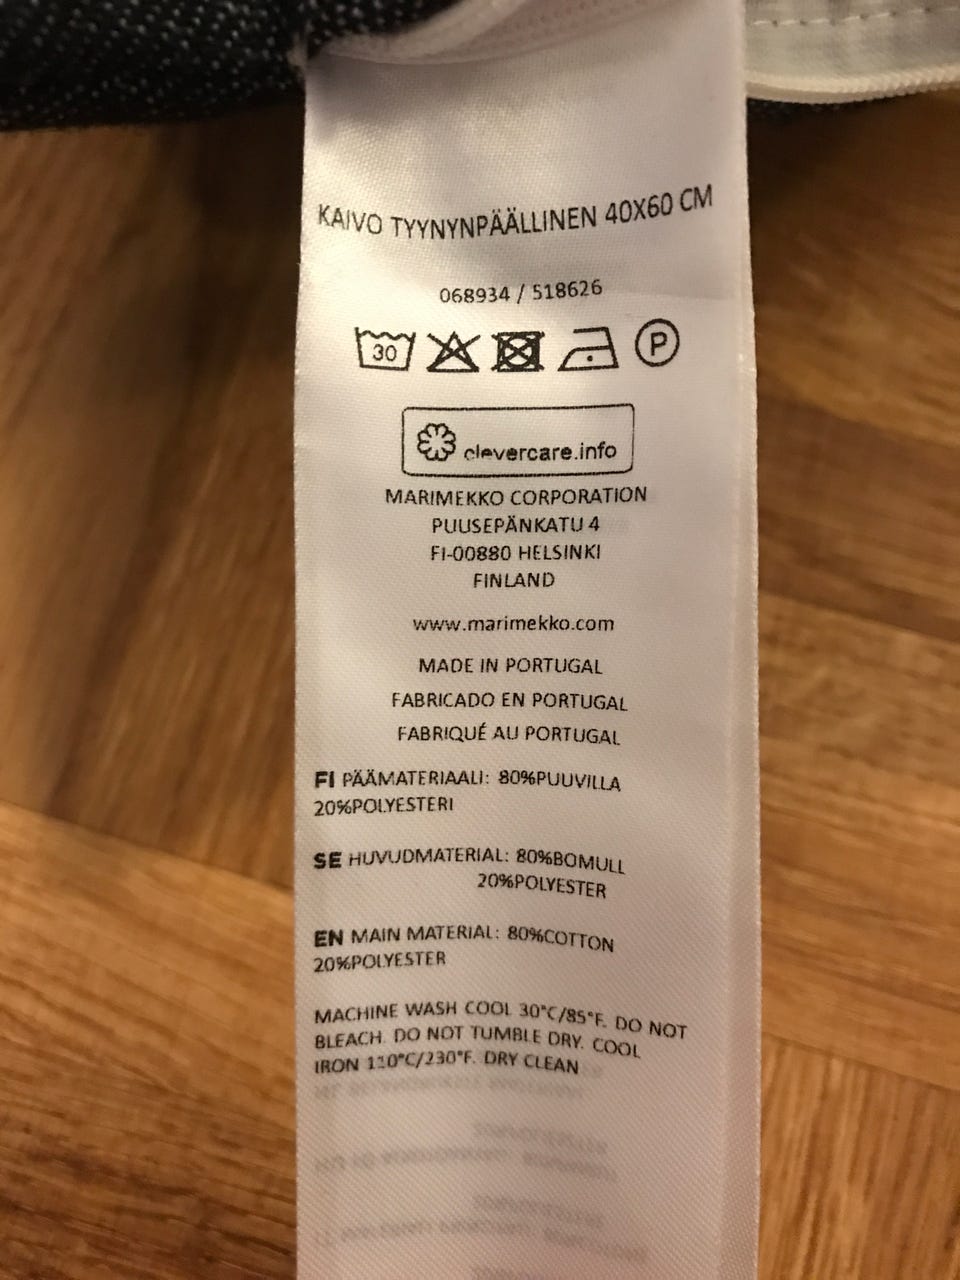 KAIVO TYYNYNPÄÄLLINEN 40X60 CM
068934 / 518626
30
P
clevercare.info
MARIMEKKO CORPORATION
PUUSEPÄNKATU 4
FI-00880 HELSINKI
FINLAND
www.marimekko.com
MADE IN PORTUGAL
FABRICADO EN PORTUGAL
FABRIQUÉ AU PORTUGAL
FI PÄÄMATERIAALI: 80%PUUVILLA
20%POLYESTERI
SE HUVUDMATERIAL: 80%BOMULL
20%POLYESTER
EN MAIN MATERIAL: 80%COTTON
20%POLYESTER
MACHINE WASH COOL 30°C/85°F. DO NOT
BLEACH. DO NOT TUMBLE DRY. COOL
IRON 110°C/230°F. DRY CLEAN